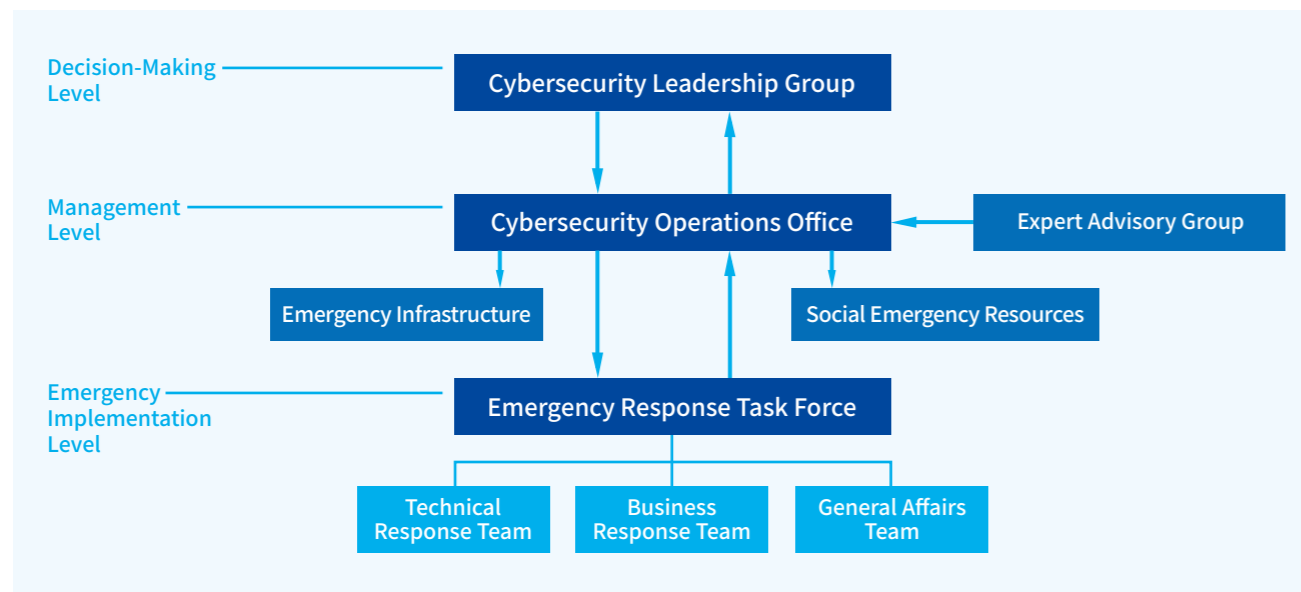 Decision-Making
Level
Cybersecurity Leadership Group
Management
Level
Cybersecurity Operations Office
Expert Advisory Group
Emergency Infrastructure
Social Emergency Resources
Emergency
Implementation
Level
Emergency Response Task Force
Technical
Response Team
Business
Response Team
General Affairs
Team